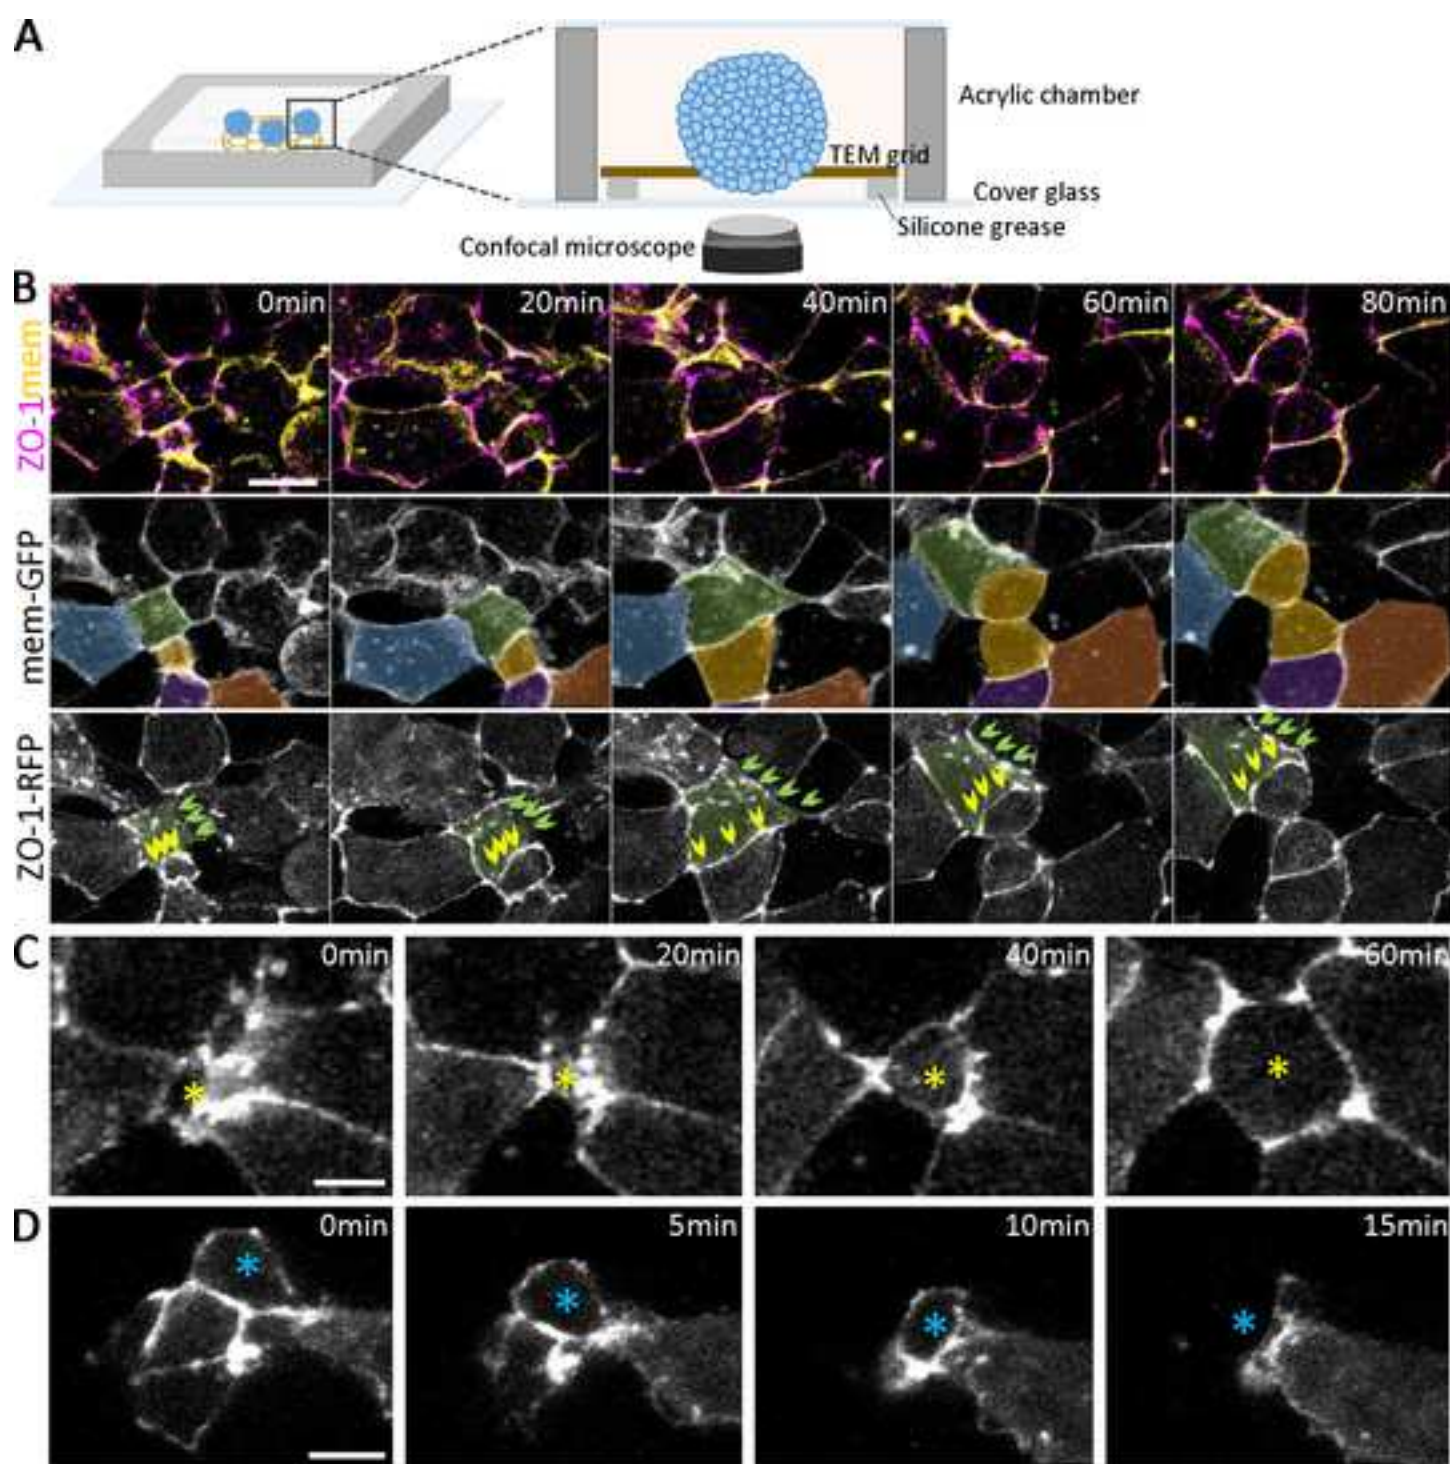 A
Acrylic chamber
TEM grid
Cover glass
Silicone grease
Confocal microscope
B
0min
20min
40min
60min
80min
ZO-1mem
mem-GFP
ZO-1-RFP
C
0min
20min
40min
60min
D
0min
5min
10min
15min